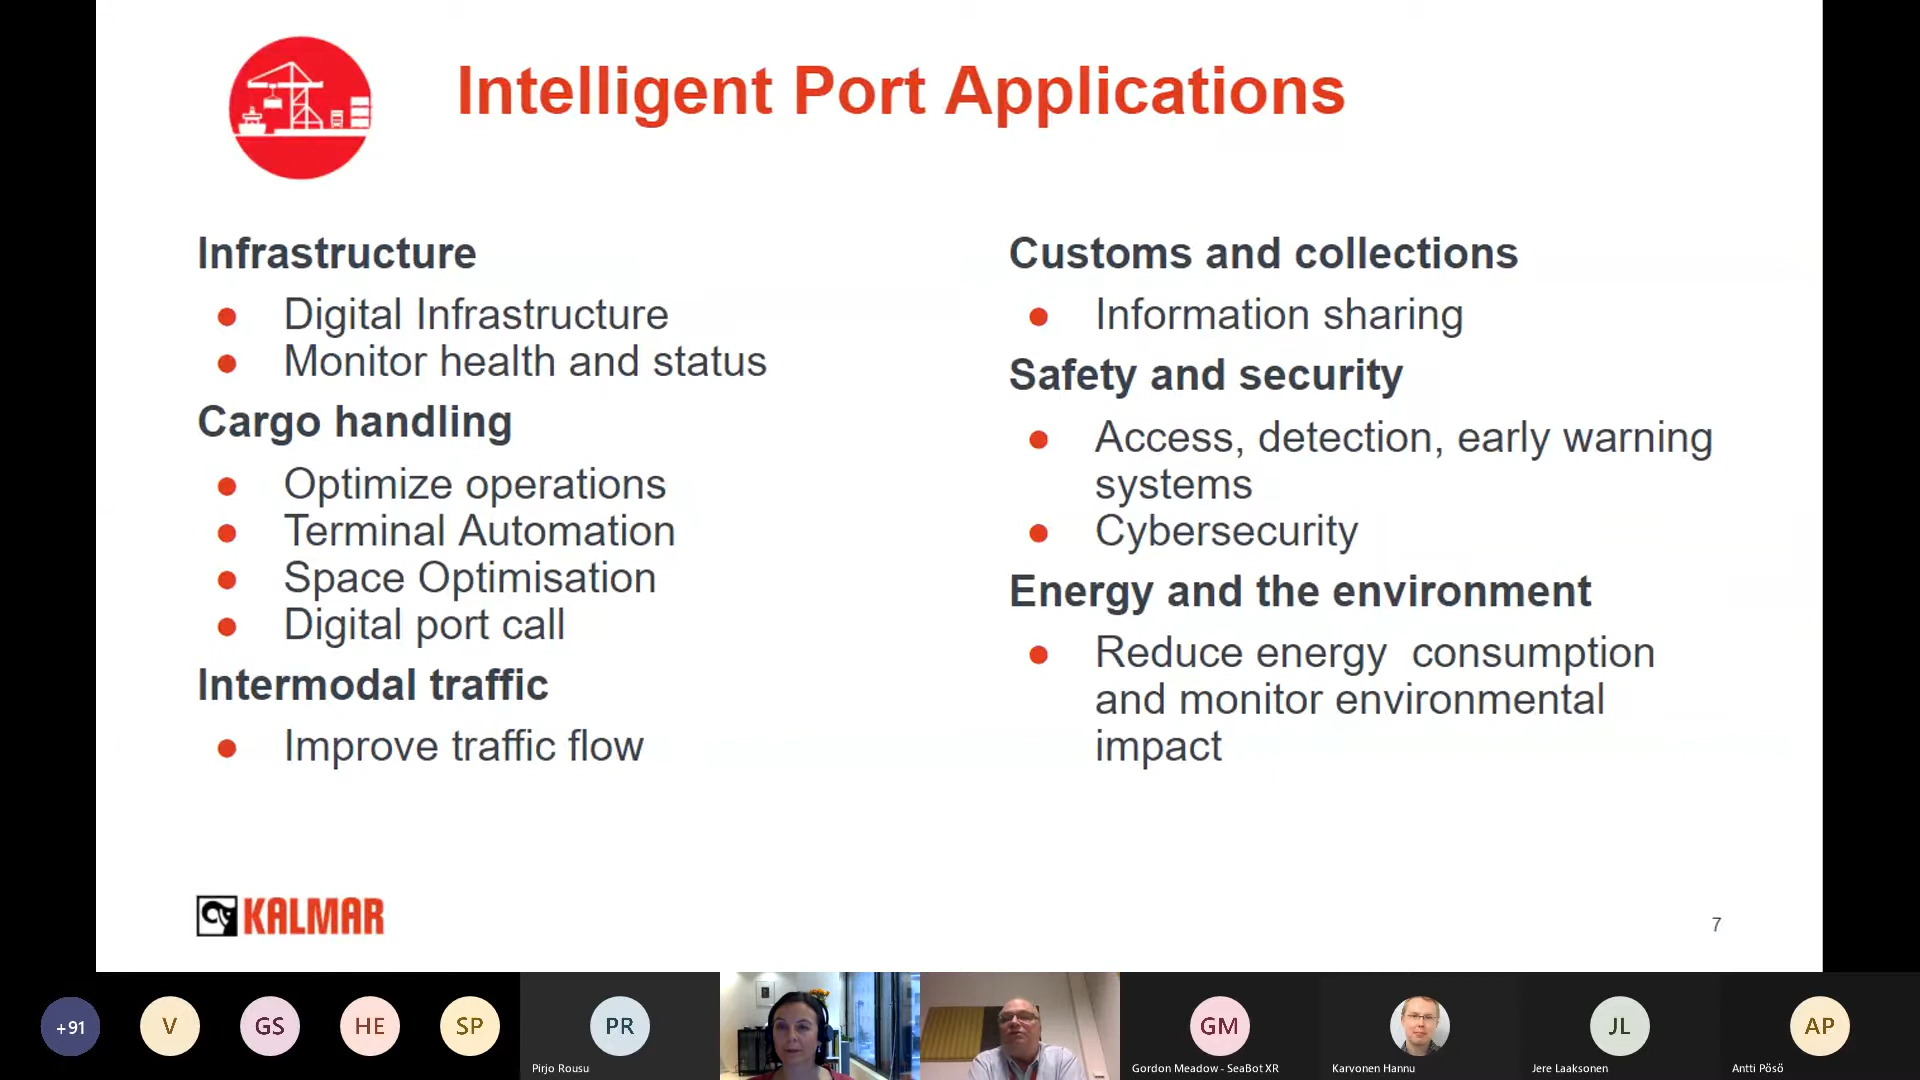 Intelligent Port Applications
Infrastructure
● Digital Infrastructure
● Monitor health and status
Cargo handling
● Optimize operations
● Terminal Automation
● Space Optimisation
● Digital port call
Intermodal traffic
● Improve traffic flow
Customs and collections
● Information sharing
Safety and security
● Access, detection, early warning
systems
● Cybersecurity
Energy and the environment
● Reduce energy  consumption
and monitor environmental
impact
KALMAR
7
+91
V
GS
HE
SP
PR
Pirjo Rousu
GM
Gordon Meadow - SeaBot XR
Karvonen Hannu
JL
Jere Laaksonen
AP
Antti Pösö